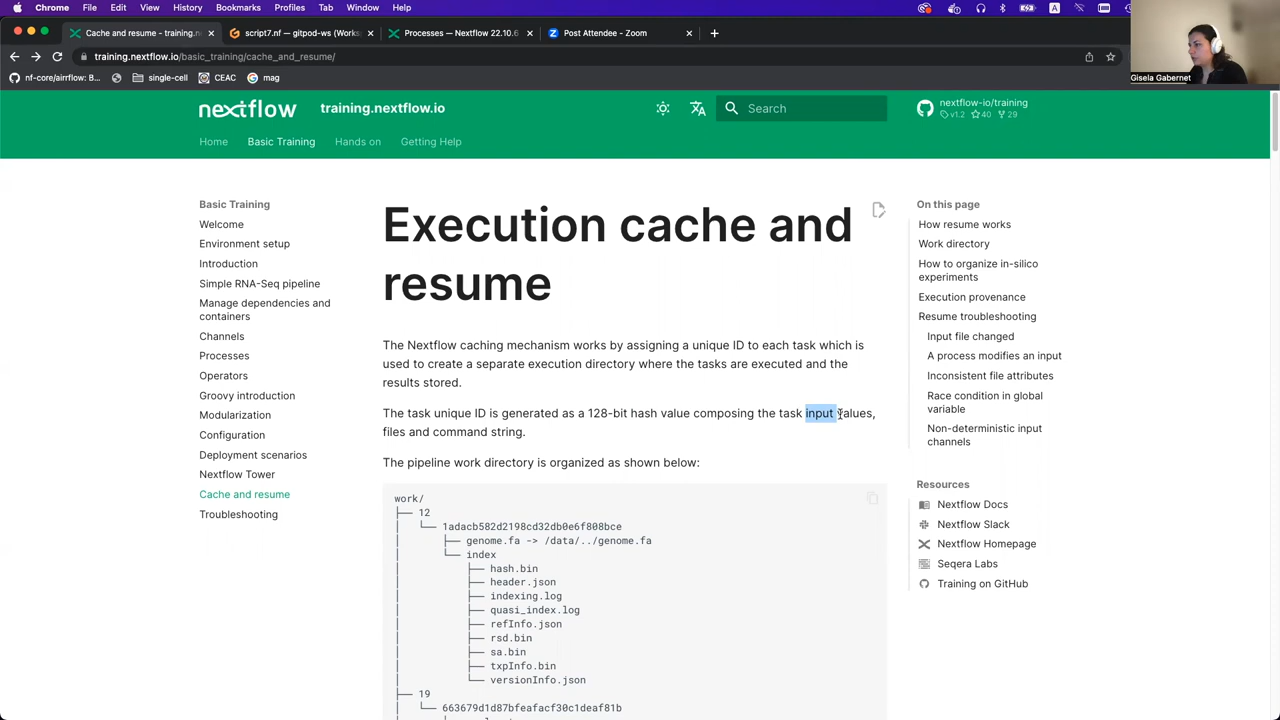 Chrome File Edit View History Bookmarks Profiles Tab Window Help
Cache and resume - training.n
script7.nf — gitpod-ws (Works
Processes — Nextflow 22.10.6
Post Attendee - Zoom
training.nextflow.io/basic_training/cache_and_resume/
nf-core/airflow: B...
single-cell
CEAC
mag
Gisela Gabernet
nextflow
training.nextflow.io
Search
nextflow-io/training
v1.2 40 29
Home Basic Training Hands on Getting Help
Basic Training
Welcome
Environment setup
Introduction
Simple RNA-Seq pipeline
Manage dependencies and
containers
Channels
Processes
Operators
Groovy introduction
Modularization
Configuration
Deployment scenarios
Nextflow Tower
Cache and resume
Troubleshooting
Execution cache and
resume
The Nextflow caching mechanism works by assigning a unique ID to each task which is
used to create a separate execution directory where the tasks are executed and the
results stored.
The task unique ID is generated as a 128-bit hash value composing the task input values,
files and command string.
The pipeline work directory is organized as shown below:
work/
├── 12
│   └── 1adacb582d2198cd32db0e6f808bce
│       ├── genome.fa -> /data/../genome.fa
│       └── index
│           ├── hash.bin
│           ├── header.json
│           ├── indexing.log
│           ├── quasi_index.log
│           ├── refInfo.json
│           ├── rsd.bin
│           ├── sa.bin
│           ├── txpInfo.bin
│           └── versionInfo.json
├── 19
│   └── 663679d1d87bfeafacf30c1deaf81b
On this page
How resume works
Work directory
How to organize in-silico
experiments
Execution provenance
Resume troubleshooting
Input file changed
A process modifies an input
Inconsistent file attributes
Race condition in global
variable
Non-deterministic input
channels
Resources
Nextflow Docs
Nextflow Slack
Nextflow Homepage
Seqera Labs
Training on GitHub